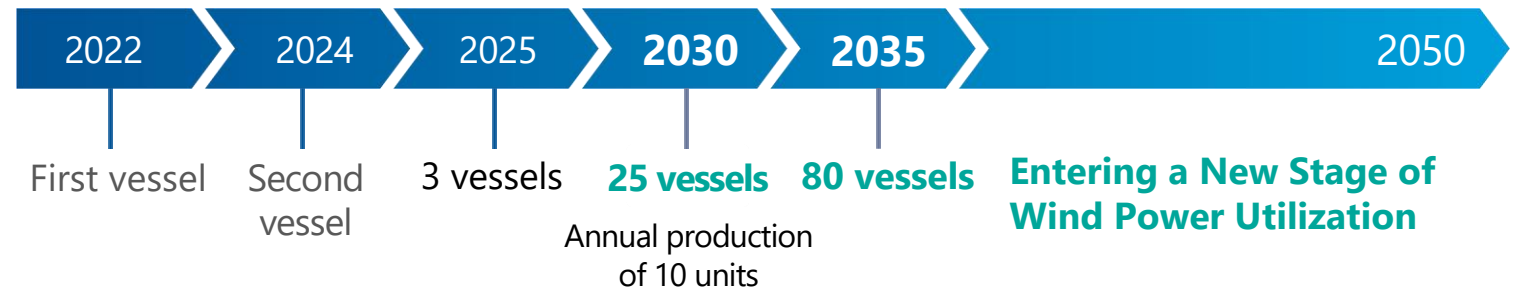 2022
2024
2025
2030
2035
2050
First vessel
Second
vessel
3 vessels
25 vessels
Annual production
of 10 units
80 vessels
Entering a New Stage of
Wind Power Utilization